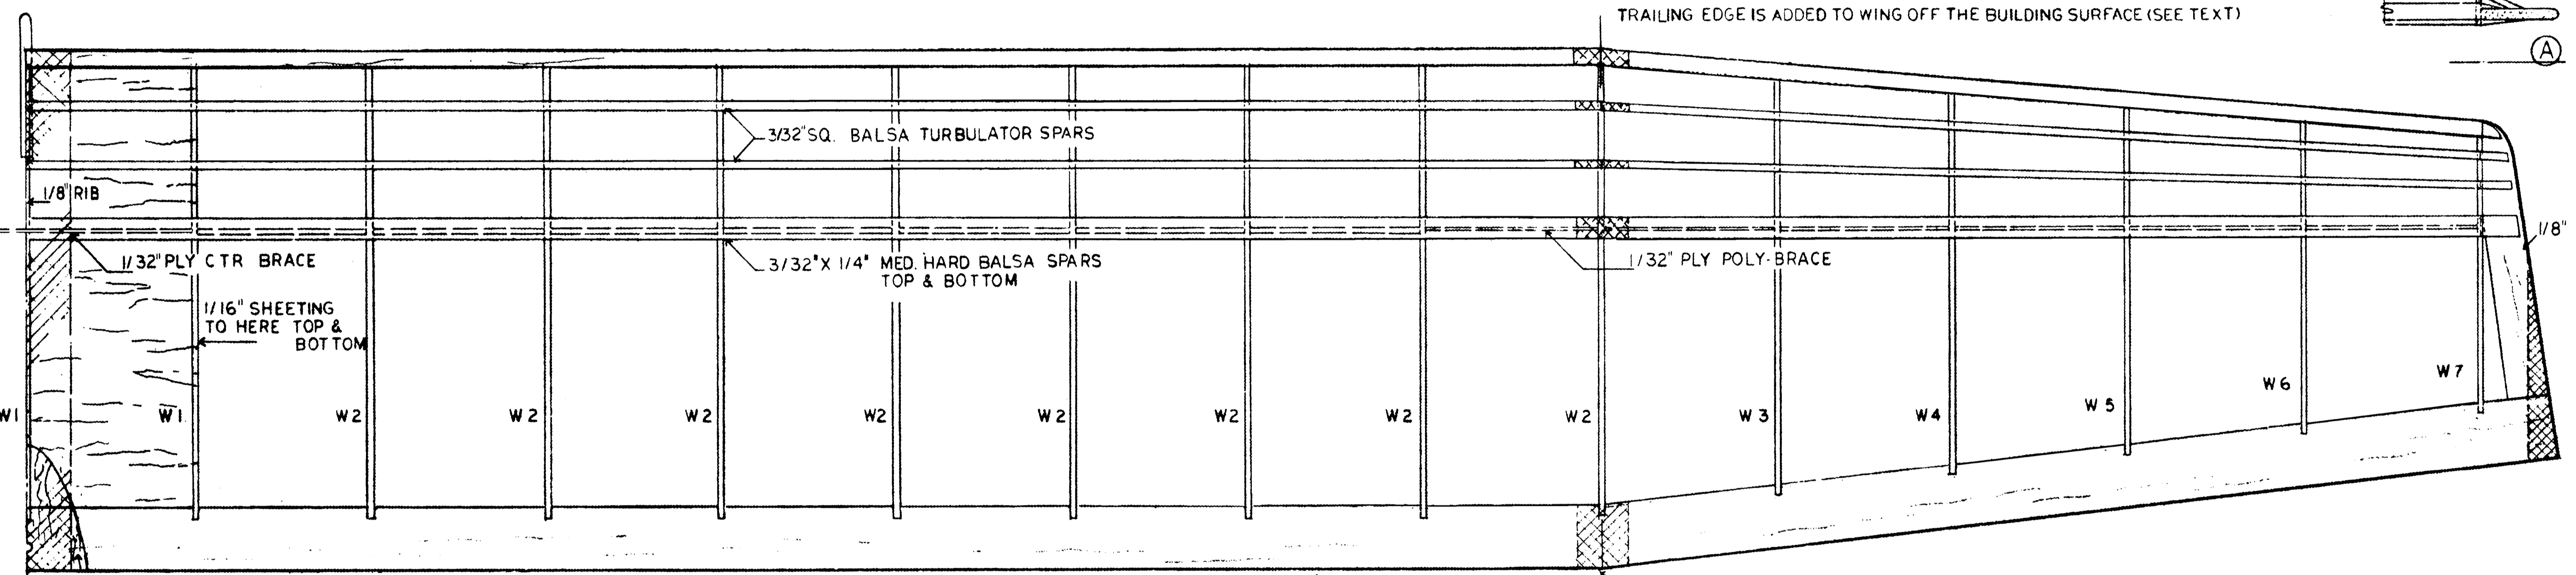 TRAILING EDGE IS ADDED TO WING OFF THE BUILDING SURFACE (SEE TEXT)
A
3/32" SQ. BALSA TURBULATOR SPARS
1/8" RIB
1/8"
1/32" PLY CTR BRACE
3/32" X 1/4" MED. HARD BALSA SPARS
TOP & BOTTOM
1/32" PLY POLY-BRACE
1/16" SHEETING
TO HERE TOP &
BOTTOM
W1
W1
W2
W2
W2
W2
W2
W2
W2
W2
W3
W4
W5
W6
W7